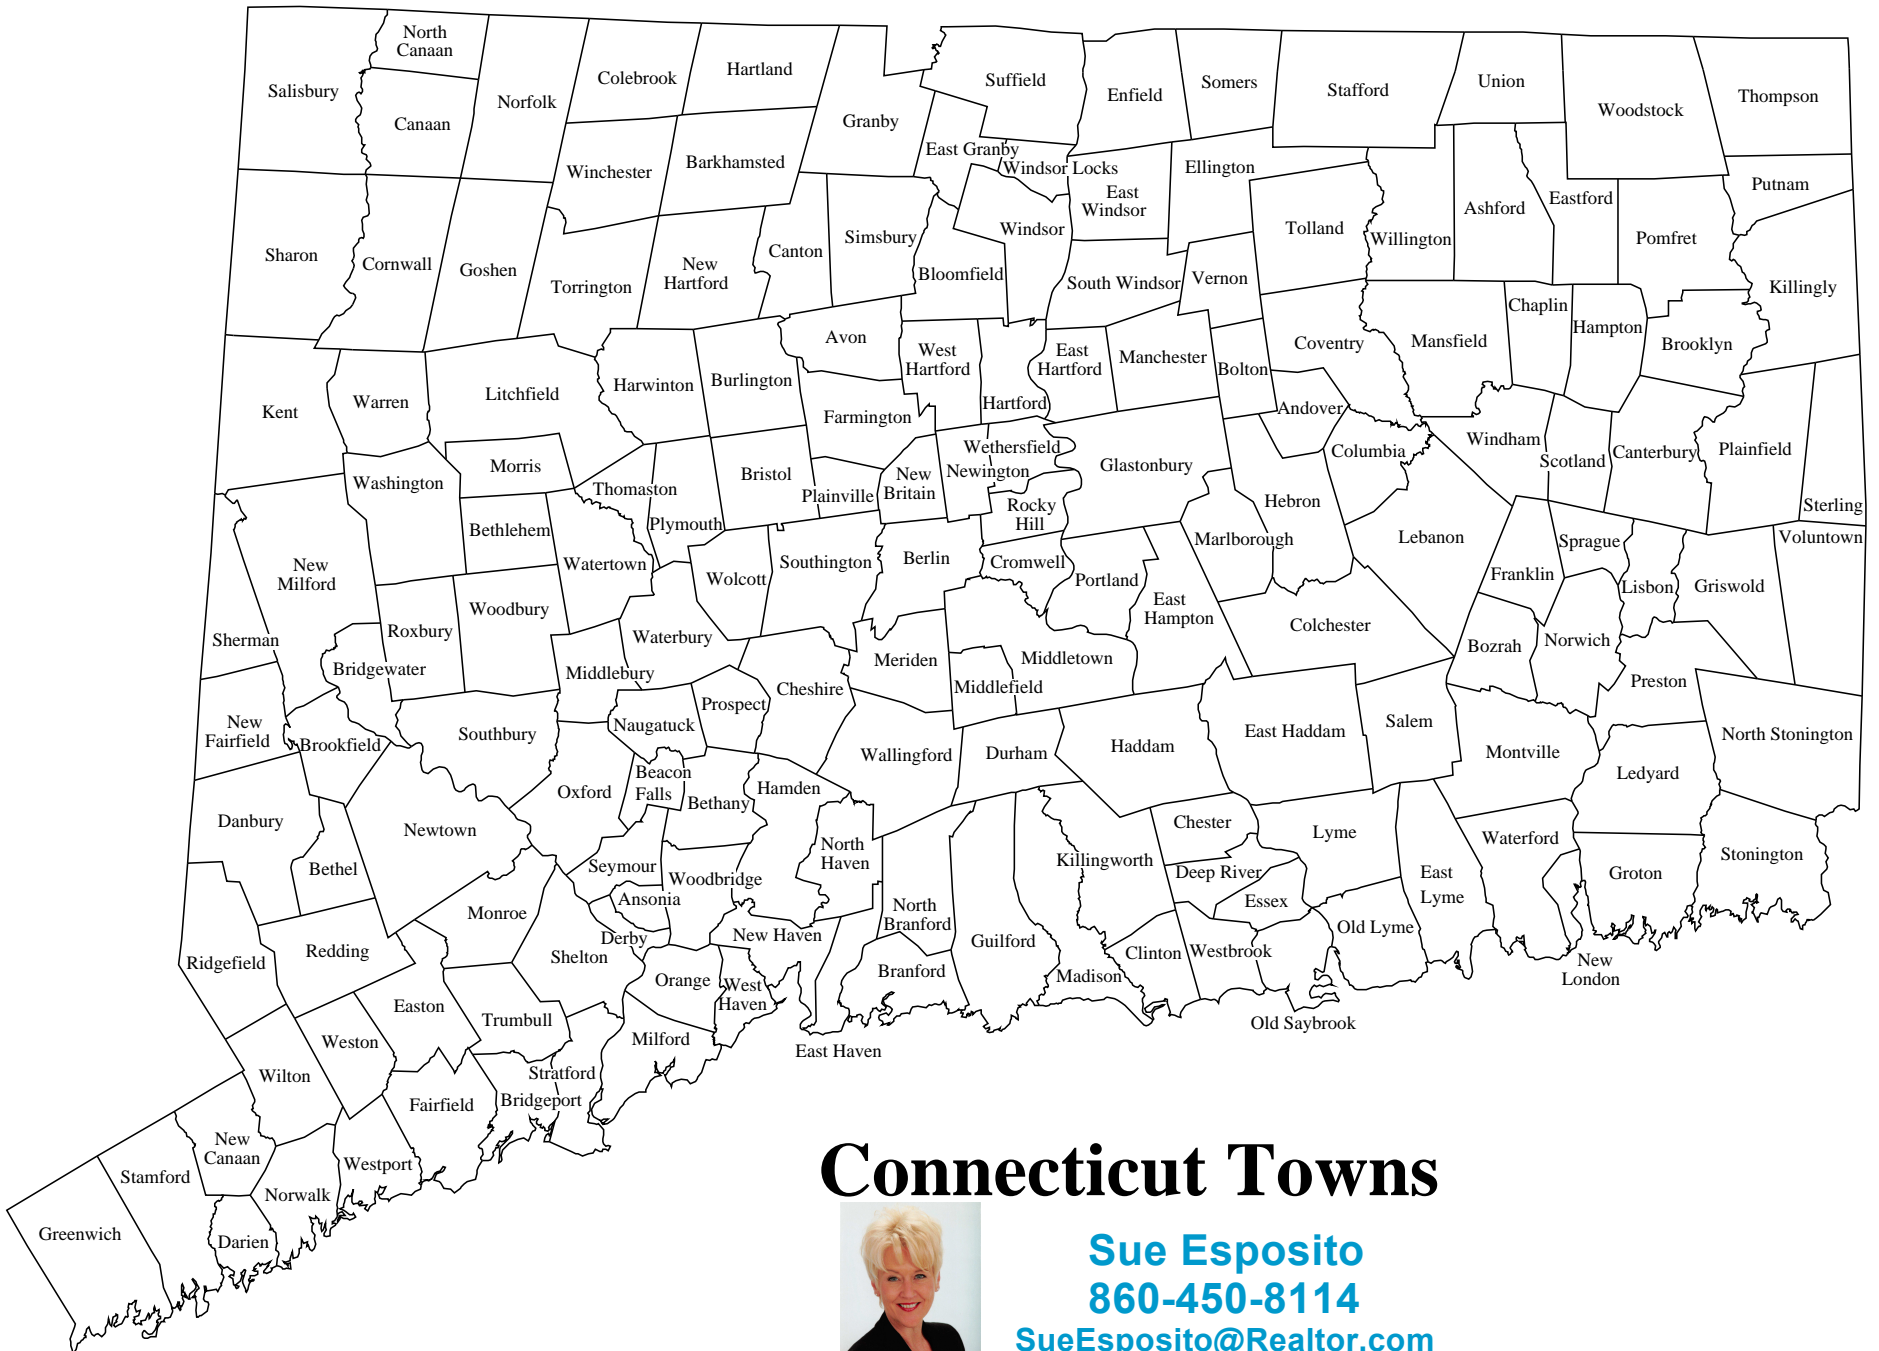 North
Canaan
Salisbury
Canaan
Norfolk
Colebrook
Hartland
Granby
Suffield
Enfield
Somers
Stafford
Union
Woodstock
Thompson
Winchester
Barkhamsted
East Granby
Windsor Locks
East
Windsor
Ellington
Tolland
Willington
Ashford
Eastford
Pomfret
Putnam
Killingly
Sharon
Cornwall
Goshen
Torrington
New
Hartford
Canton
Simsbury
Bloomfield
Windsor
South Windsor
Vernon
Kent
Warren
Litchfield
Harwinton
Burlington
Avon
Farmington
West
Hartford
Hartford
East
Hartford
Manchester
Bolton
Coventry
Andover
Mansfield
Chaplin
Hampton
Brooklyn
Washington
Morris
Bethlehem
Thomaston
Watertown
Plymouth
Bristol
Plainville
New
Britain
Newington
Wethersfield
Rocky
Hill
Glastonbury
Marlborough
Hebron
Columbia
Lebanon
Windham
Scotland
Canterbury
Plainfield
Sterling
New
Milford
Sherman
Bridgewater
Roxbury
Woodbury
Wolcott
Southington
Berlin
Cromwell
Portland
East
Hampton
Colchester
Franklin
Sprague
Lisbon
Griswold
Voluntown
Bozrah
Norwich
Preston
New
Fairfield
Brookfield
Southbury
Middlebury
Waterbury
Naugatuck
Prospect
Cheshire
Meriden
Middlefield
Middletown
Wallingford
Durham
Haddam
East Haddam
Salem
Montville
Ledyard
North Stonington
Danbury
Bethel
Newtown
Oxford
Beacon
Falls
Bethany
Hamden
North
Haven
Seymour
Woodbridge
Ansonia
Derby
Killingworth
Chester
Deep River
Essex
Lyme
East
Lyme
Waterford
Groton
Stonington
Ridgefield
Redding
Monroe
Shelton
Orange
New Haven
West
Haven
North
Branford
Branford
Guilford
Madison
Clinton
Westbrook
Old Lyme
New
London
Old Saybrook
East Haven
Easton
Weston
Trumbull
Milford
Stratford
Bridgeport
Fairfield
Wilton
New
Canaan
Stamford
Norwalk
Westport
Greenwich
Darien
Connecticut Towns
Sue Esposito
860-450-8114
SueEsposito@Realtor.com